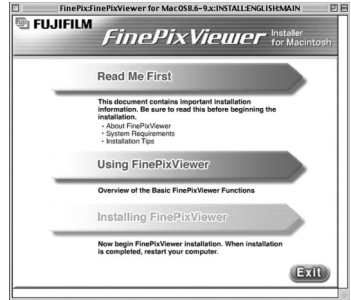 FinePix:FinePixViewer for MacOS8.6-9.x:INSTALL:ENGLISH:MAIN
FUJIFILM
FinePixViewer Installer for Macintosh
Read Me First
This document contains important installation
information. Be sure to read this before beginning the
installation.
・About FinePixViewer
・System Requirements
・Installation Tips
Using FinePixViewer
Overview of the Basic FinePixViewer Functions
Installing FinePixViewer
Now begin FinePixViewer installation. When installation
is completed, restart your computer.
Exit